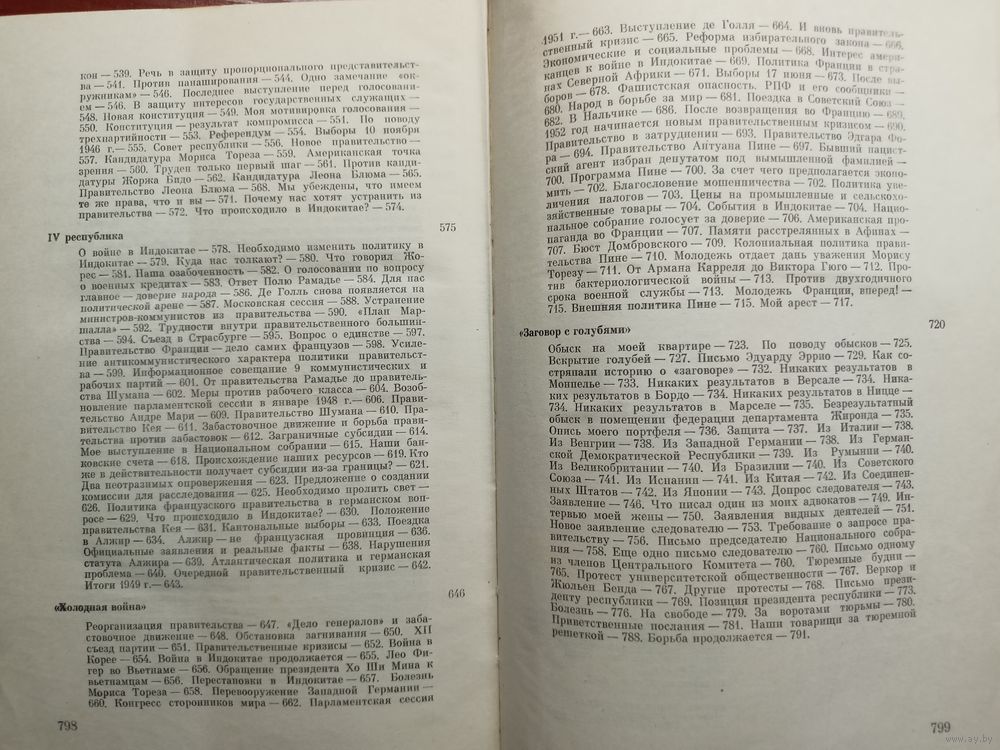 кон — 539. Речь в защиту пропорционального представительст-
ва — 541. Против панаширования — 544. Одно замечание «ок-
ружникам» — 546. Последнее выступление перед голосовани-
ем — 546. В защиту интересов государственных служащих —
548. Новая конституция — 549. Моя мотивировка голосования —
550. Конституция — результат компромисса — 551. По поводу
трехпартийности — 553. Референдум — 554. Выборы 10 ноября
1946 г.— 555. Совет республики — 556. Новое правительство —
557. Кандидатура Мориса Тореза — 559. Американская точка
зрения — 560. Труден только первый шаг — 561. Против канди-
датуры Жоржа Бидо — 562. Кандидатура Леона Блюма — 565.
Правительство Леона Блюма — 568. Мы убеждены, что имеем
те же права, что и вы — 571. Почему нас хотят устранить из
правительства — 572. Что происходило в Индокитае? — 574.
IV республика 575
О войне в Индокитае — 578. Необходимо изменить политику в
Индокитае — 579. Куда нас толкают? — 580. Что говорил Жо-
рес — 581. Наша озабоченность — 582. О голосовании по вопросу
о военных кредитах — 583. Ответ Полю Рамадье — 584. Для нас
главное — доверие народа — 586. Де Голль снова появляется на
политической арене — 587. Московская сессия — 588. Устранение
министров-коммунистов из правительства — 590. «План Мар-
шалла» — 592. Трудности внутри правительственного большин-
ства — 594. Съезд в Страсбурге — 595. Вопрос о единстве — 597.
Правительство Франции — дело самих французов — 598. Усиле-
ние антикоммунистического характера политики правительст-
ва — 599. Информационное совещание 9 коммунистических и
рабочих партий — 601. От правительства Рамадье до правитель-
ства Шумана — 602. Меры против рабочего класса — 604. Возоб-
новление парламентской сессии в январе 1948 г.— 606. Прави-
тельство Андре Мари — 609. Правительство Шумана — 610. Пра-
вительство Кея — 611. Забастовочное движение и борьба прави-
тельства против забастовок — 612. Заграничные субсидии — 614.
Мое выступление в Национальном собрании — 615. Наши бан-
ковские счета — 618. Происхождение наших ресурсов — 619. Кто
же в действительности получает субсидии из-за границы? — 621.
Два неотразимых опровержения — 623. Предложение о создании
комиссии для расследования — 625. Необходимо пролить свет —
626. Политика французского правительства в германском воп-
росе — 629. Что происходило в Индокитае? — 630. Положение
правительства Кея — 631. Кантональные выборы — 633. Поездка
в Алжир — 634. Алжир — не французская провинция — 636.
Официальные заявления и реальные факты — 638. Нарушения
статута Алжира — 639. Атлантическая политика и германская
проблема — 640. Очередной правительственный кризис — 642.
Итоги 1949 г.— 643.
«Холодная война» 646
Реорганизация правительства — 647. «Дело генералов» и заба-
стовочное движение — 648. Обстановка загнивания — 650. XII
съезд партии — 651. Правительственные кризисы — 652. Война в
Корее — 654. Война в Индокитае продолжается — 655. Лео Фи-
гер во Вьетнаме — 656. Обращение президента Хо Ши Мина к
вьетнамцам — 656. Перестановки в Индокитае — 657. Болезнь
Мориса Тореза — 658. Перевооружение Западной Германии —
660. Конгресс сторонников мира — 662. Парламентская сессия
798
1951 г.— 663. Выступление де Голля — 664. И вновь правитель-
ственный кризис — 665. Реформа избирательного закона — 666.
Экономические и социальные проблемы — 668. Интерес амери-
канцев к войне в Индокитае — 669. Политика Франции в стра-
нах Северной Африки — 671. Выборы 17 июня — 673. После вы-
боров — 678. Фашистская опасность. РПФ и его сообщники —
680. Народ в борьбе за мир — 681. Поездка в Советский Союз —
682. В Нальчике — 686. После возвращения во Францию — 689.
1952 год начинается новым правительственным кризисом — 690.
Правительство в затруднении — 693. Правительство Эдгара Фо-
ра — 694. Правительство Антуана Пине — 697. Бывший нацист-
ский агент избран депутатом под вымышленной фамилией —
700. Программа Пине — 700. За счет чего предполагается эконо-
мить — 702. Благословение мошенничества — 702. Политика уве-
личения налогов — 703. Цены на промышленные и сельскохо-
зяйственные товары — 704. События в Индокитае — 704. Нацио-
нальное собрание голосует за доверие — 706. Американская про-
паганда во Франции — 707. Памяти расстрелянных в Афинах —
707. Бюст Домбровского — 709. Колониальная политика прави-
тельства Пине — 710. Молодежь отдает дань уважения Морису
Торезу — 711. От Армана Карреля до Виктора Гюго — 712. Про-
тив бактериологической войны — 713. Против двухгодичного
срока военной службы — 713. Молодежь Франции, вперед! —
715. Внешняя политика Пине — 715. Мой арест — 717.
«Заговор с голубями» 720
Обыск на моей квартире — 723. По поводу обысков — 725.
Вскрытие голубей — 727. Письмо Эдуарду Эррио — 729. Как со-
стряпали историю о «заговоре» — 732. Никаких результатов в
Монпелье — 733. Никаких результатов в Версале — 734. Ника-
ких результатов в Бордо — 734. Никаких результатов в Ницце —
734. Никаких результатов в Марселе — 735. Безрезультатный
обыск в помещении федерации департамента Жиронда — 735.
Опись моего портфеля — 736. Защита — 737. Из Италии — 738.
Из Венгрии — 738. Из Западной Германии — 738. Из Герман-
ской Демократической Республики — 739. Из Румынии — 740.
Из Великобритании — 740. Из Бразилии — 740. Из Советского
Союза — 741. Из Испании — 741. Из Китая — 742. Из Соединен-
ных Штатов — 742. Из Японии — 743. Допрос следователя — 743.
Заявление — 746. Что писал один из моих адвокатов — 749. Ин-
тервью моей жены — 750. Заявления видных деятелей — 751.
Новое заявление следователю — 753. Требование о запросе пра-
вительству — 756. Письмо председателю Национального собра-
ния — 758. Еще одно письмо следователю — 760. Письмо одному
из членов Центрального Комитета — 760. Тюремные будни —
765. Протест университетской общественности — 767. Веркор и
Жюльен Бенда — 767. Другие протесты — 768. Письмо прези-
денту республики — 769. Позиция президента республики — 773.
Болезнь — 776. На свободе — 779. За воротами тюрьмы — 780.
Приветственные послания — 781. Наши товарищи за тюремной
решеткой — 788. Борьба продолжается — 791.
799
www.ay.by